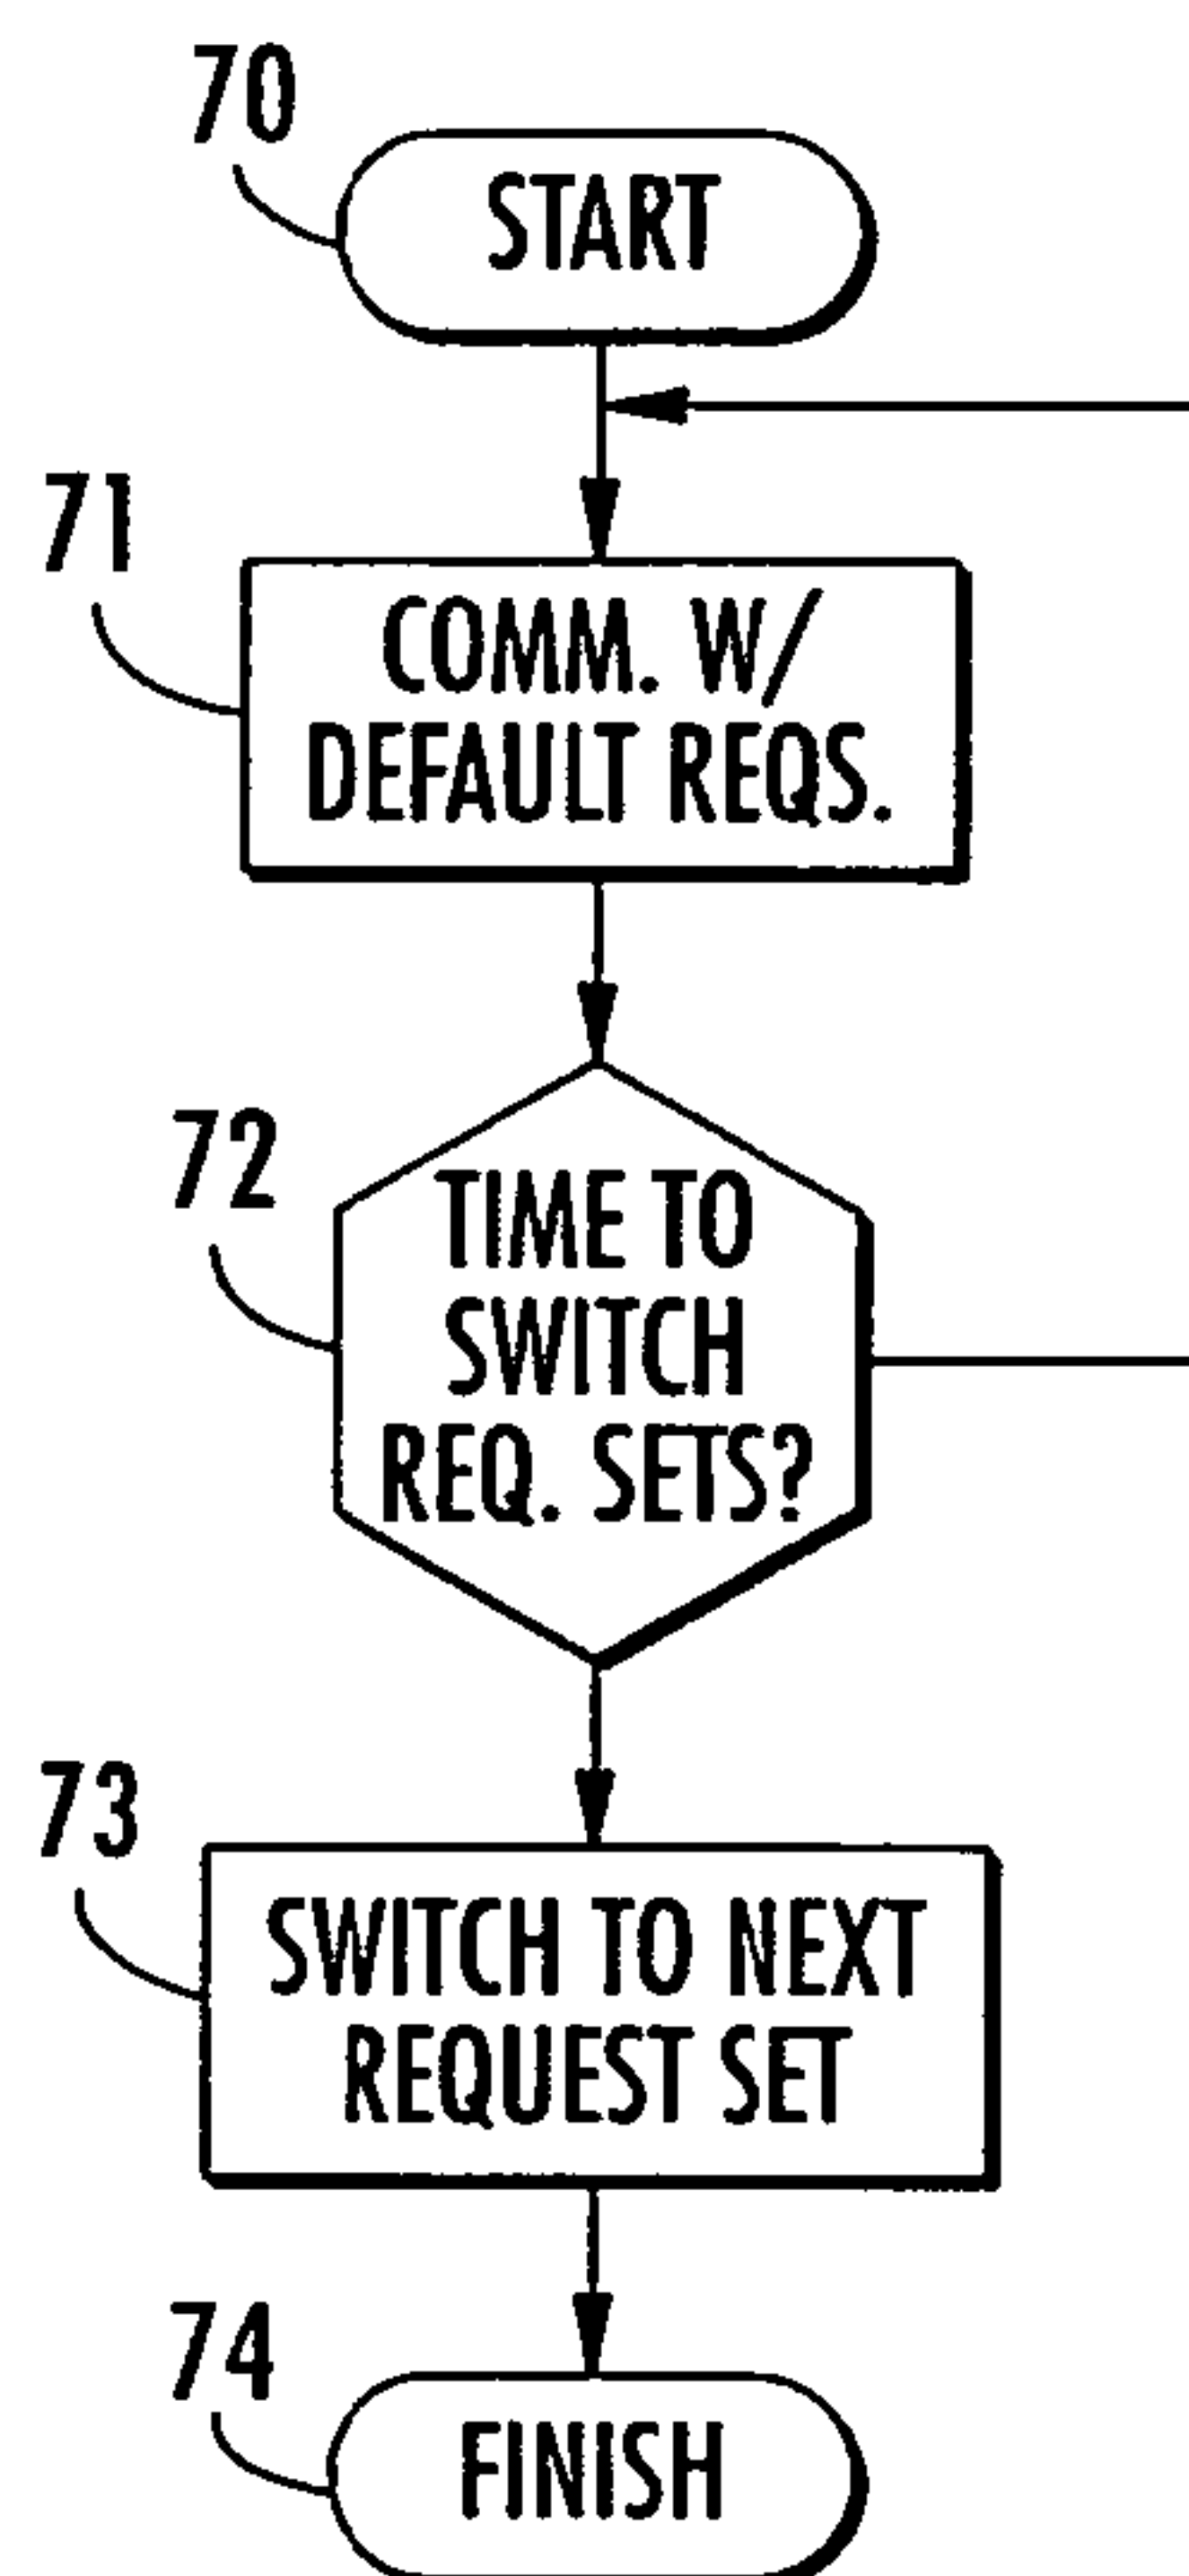 70
START
71
COMM. W/
DEFAULT REQS.
72
TIME TO
SWITCH
REQ. SETS?
73
SWITCH TO NEXT
REQUEST SET
74
FINISH